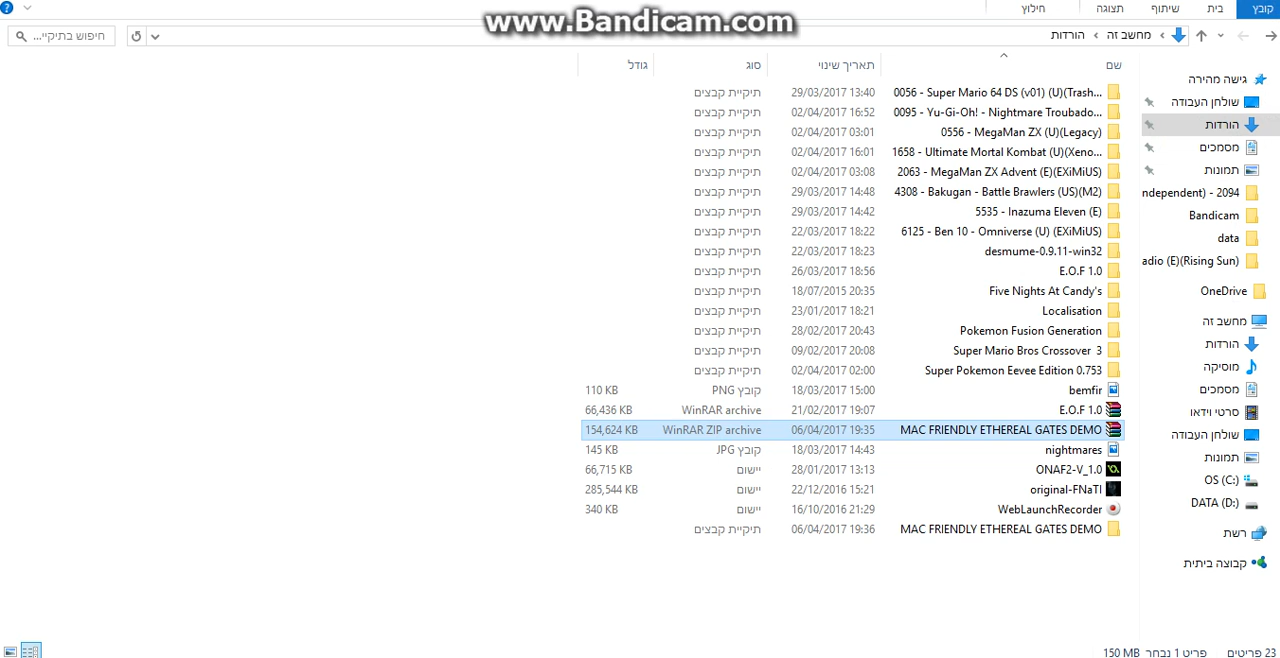 www.Bandicam.com
קובץ בית שיתוף תצוגה חילוץ
מחשב זה ‹ הורדות
חיפוש בתיקיי...
שם תאריך שינוי סוג גודל
0056 - Super Mario 64 DS (v01) (U)(Trash... 29/03/2017 13:40 תיקיית קבצים
0095 - Yu-Gi-Oh! - Nightmare Troubado... 02/04/2017 16:52 תיקיית קבצים
0556 - MegaMan ZX (U)(Legacy) 02/04/2017 03:01 תיקיית קבצים
1658 - Ultimate Mortal Kombat (U)(Xeno... 02/04/2017 16:01 תיקיית קבצים
2063 - MegaMan ZX Advent (E)(EXiMiUS) 02/04/2017 03:08 תיקיית קבצים
4308 - Bakugan - Battle Brawlers (US)(M2) 29/03/2017 14:48 תיקיית קבצים
5535 - Inazuma Eleven (E) 29/03/2017 14:42 תיקיית קבצים
6125 - Ben 10 - Omniverse (U) (EXiMiUS) 22/03/2017 18:22 תיקיית קבצים
desmume-0.9.11-win32 22/03/2017 18:23 תיקיית קבצים
E.O.F 1.0 26/03/2017 18:56 תיקיית קבצים
Five Nights At Candy's 18/07/2015 20:35 תיקיית קבצים
Localisation 23/01/2017 18:21 תיקיית קבצים
Pokemon Fusion Generation 28/02/2017 20:43 תיקיית קבצים
Super Mario Bros Crossover 3 09/02/2017 20:08 תיקיית קבצים
Super Pokemon Eevee Edition 0.753 02/04/2017 02:00 תיקיית קבצים
bemfir 18/03/2017 15:00 קובץ PNG 110 KB
E.O.F 1.0 21/02/2017 19:07 WinRAR archive 66,436 KB
MAC FRIENDLY ETHEREAL GATES DEMO 06/04/2017 19:35 WinRAR ZIP archive 154,624 KB
nightmares 18/03/2017 14:43 קובץ JPG 145 KB
ONAF2-V_1.0 28/01/2017 13:13 יישום 66,715 KB
original-FNaTI 22/12/2016 15:21 יישום 285,544 KB
WebLaunchRecorder 16/10/2016 21:29 יישום 340 KB
MAC FRIENDLY ETHEREAL GATES DEMO 06/04/2017 19:36 תיקיית קבצים
גישה מהירה
שולחן העבודה
הורדות
מסמכים
תמונות
ndependent) - 2094
Bandicam
data
adio (E)(Rising Sun)
OneDrive
מחשב זה
הורדות
מוסיקה
מסמכים
סרטי וידאו
שולחן העבודה
תמונות
OS (C:)
DATA (D:)
רשת
קבוצה ביתית
23 פריטים פריט 1 נבחר 150 MB